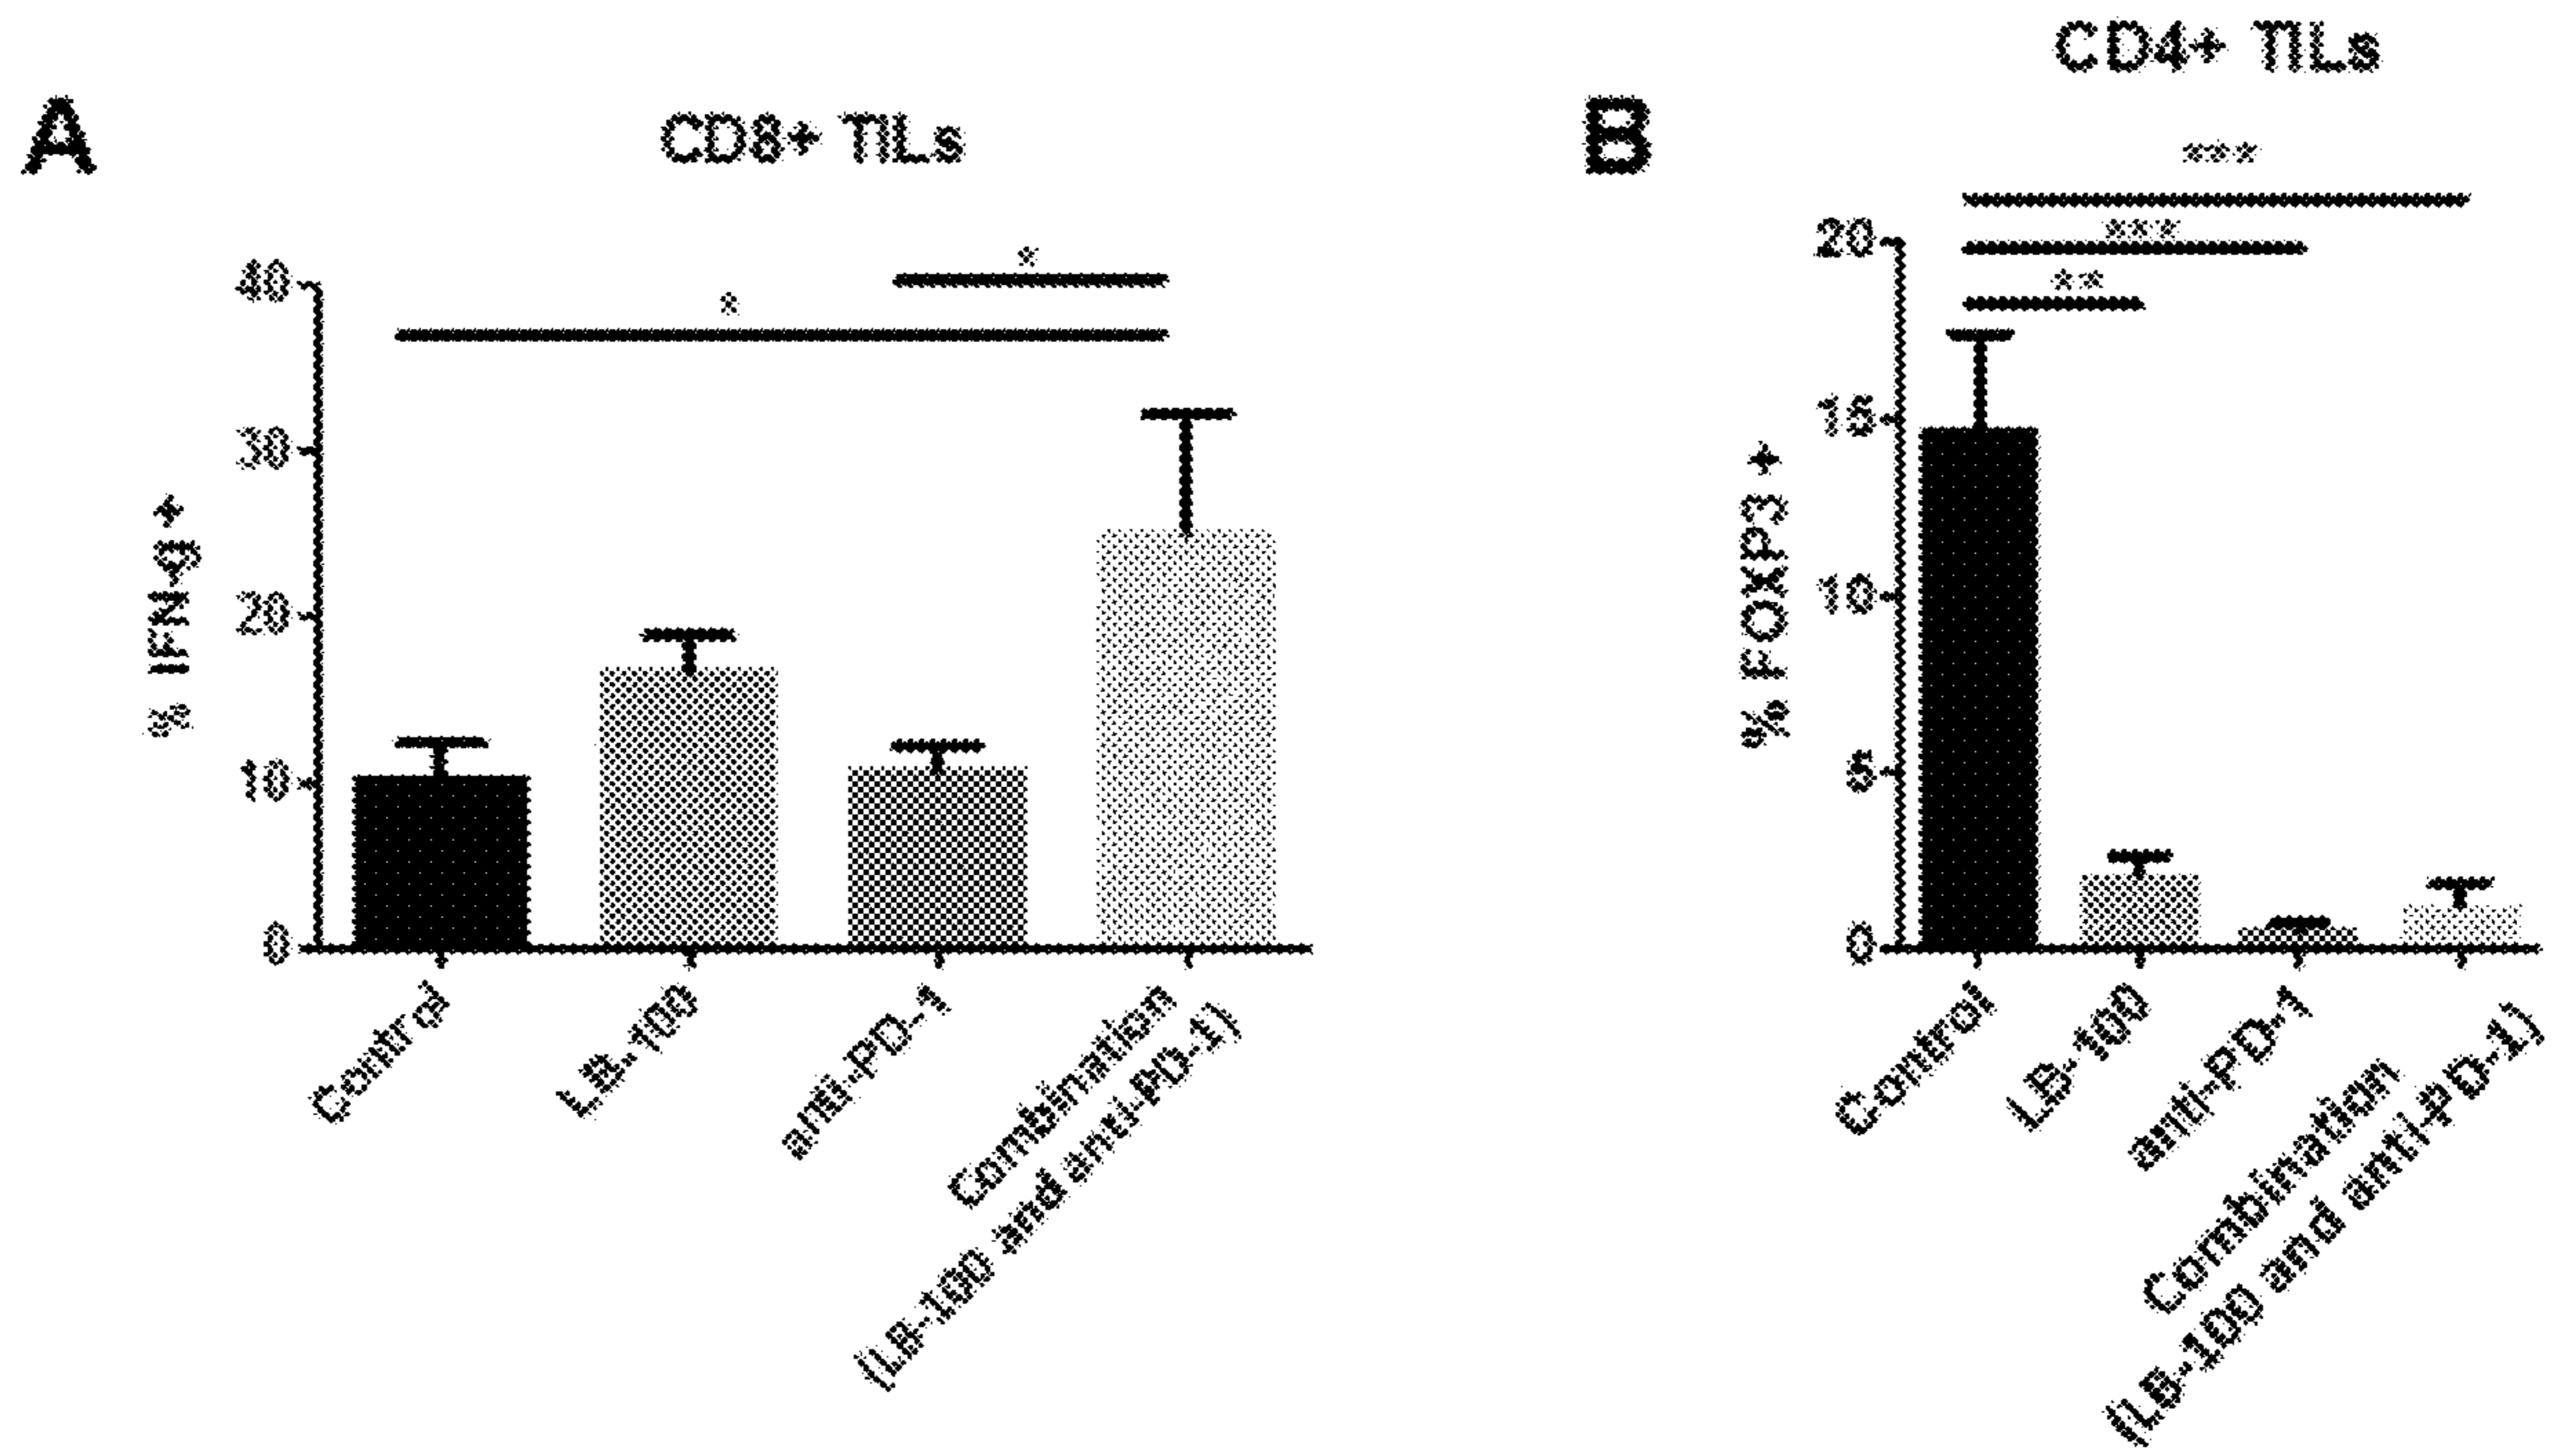 A
CD8+ TILs
% IFN-g +
40
30
20
10
0
*
*
Control
LB-100
anti-PD-1
Combination
(LB-100 and anti-PD-1)
B
CD4+ TILs
% FOXP3 +
20
15
10
5
0
***
***
**
Control
LB-100
anti-PD-1
Combination
(LB-100 and anti-PD-1)